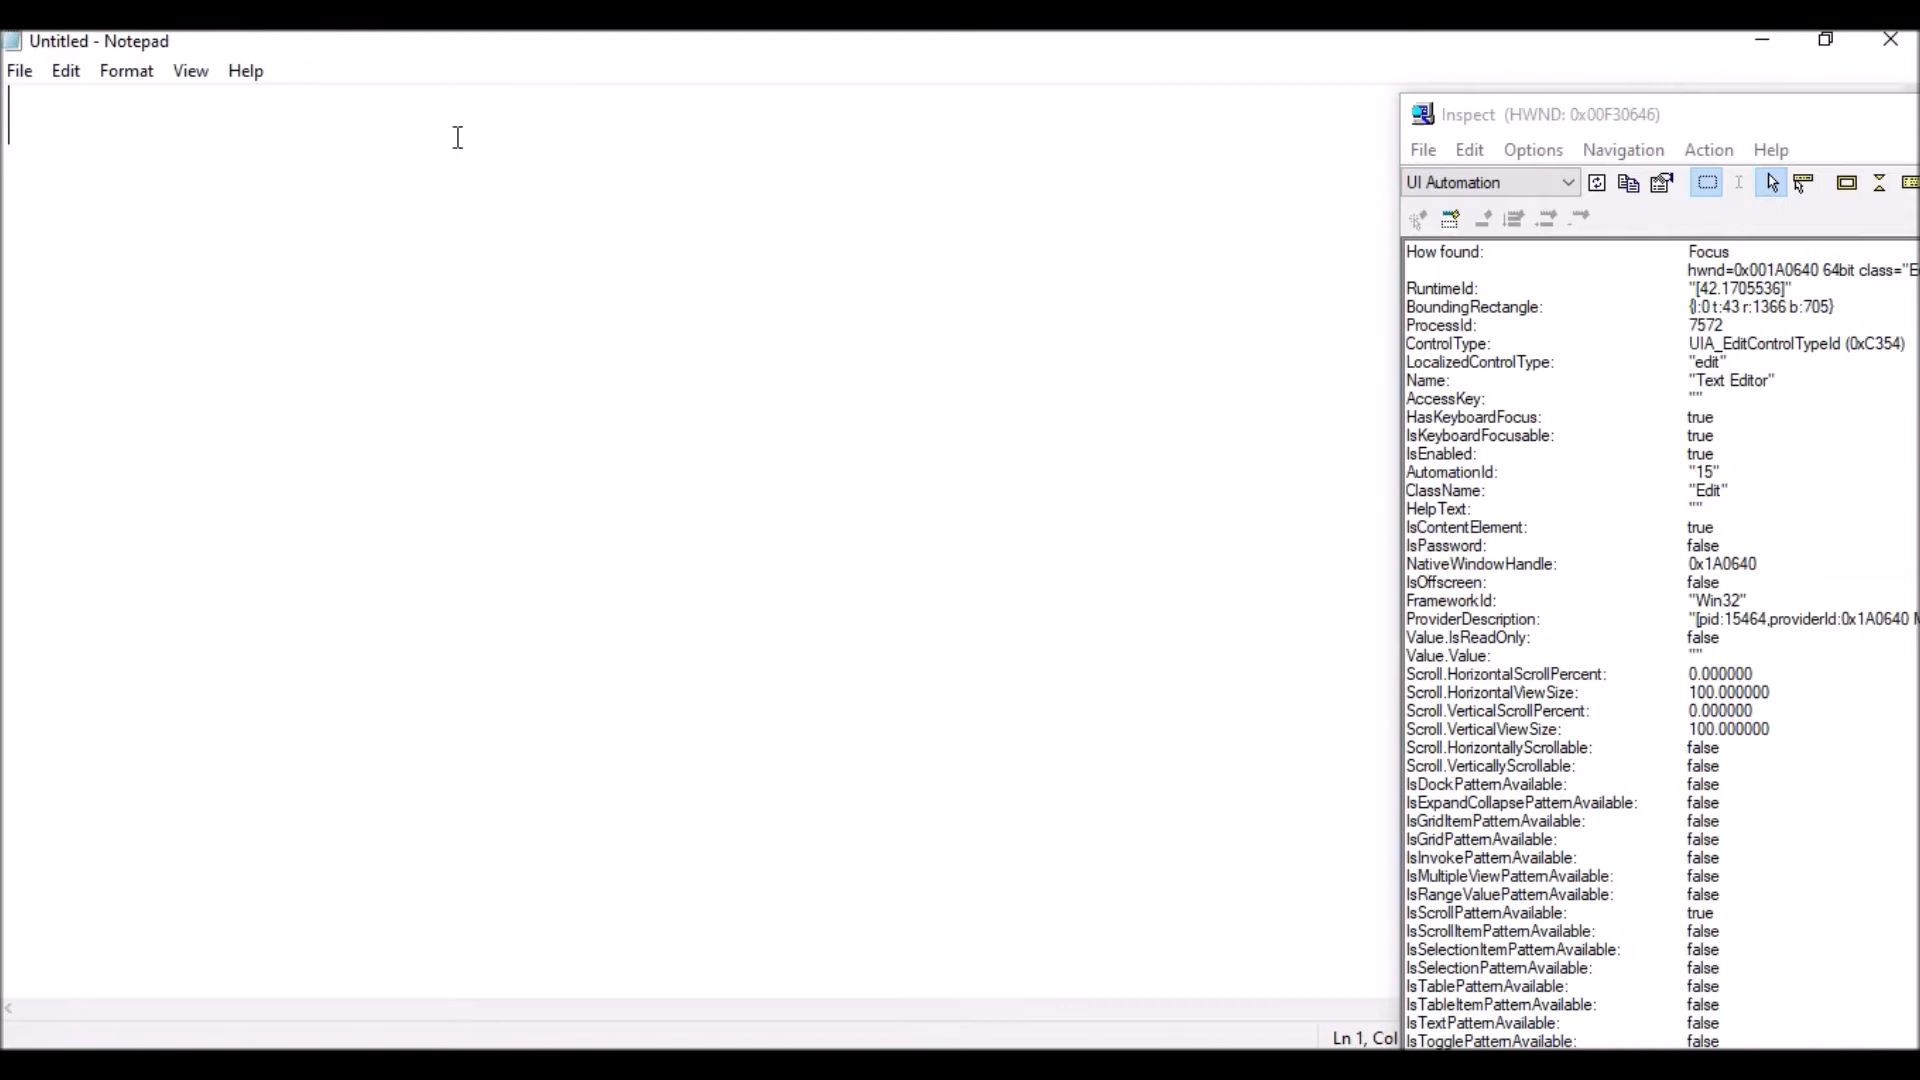 Untitled - Notepad
File Edit Format View Help
Inspect (HWND: 0x00F30646)
File Edit Options Navigation Action Help
UI Automation
How found: Focus
hwnd=0x001A0640 64bit class="E
RuntimeId: "[42.1705536]"
BoundingRectangle: {l:0 t:43 r:1366 b:705}
ProcessId: 7572
ControlType: UIA_EditControlTypeId (0xC354)
LocalizedControlType: "edit"
Name: "Text Editor"
AccessKey: ""
HasKeyboardFocus: true
IsKeyboardFocusable: true
IsEnabled: true
AutomationId: "15"
ClassName: "Edit"
HelpText: ""
IsContentElement: true
IsPassword: false
NativeWindowHandle: 0x1A0640
IsOffscreen: false
FrameworkId: "Win32"
ProviderDescription: "[pid:15464,providerId:0x1A0640 M
Value.IsReadOnly: false
Value.Value: ""
Scroll.HorizontalScrollPercent: 0.000000
Scroll.HorizontalViewSize: 100.000000
Scroll.VerticalScrollPercent: 0.000000
Scroll.VerticalViewSize: 100.000000
Scroll.HorizontallyScrollable: false
Scroll.VerticallyScrollable: false
IsDockPatternAvailable: false
IsExpandCollapsePatternAvailable: false
IsGridItemPatternAvailable: false
IsGridPatternAvailable: false
IsInvokePatternAvailable: false
IsMultipleViewPatternAvailable: false
IsRangeValuePatternAvailable: false
IsScrollPatternAvailable: true
IsScrollItemPatternAvailable: false
IsSelectionItemPatternAvailable: false
IsSelectionPatternAvailable: false
IsTablePatternAvailable: false
IsTableItemPatternAvailable: false
IsTextPatternAvailable: false
IsTogglePatternAvailable: false
Ln 1, Col